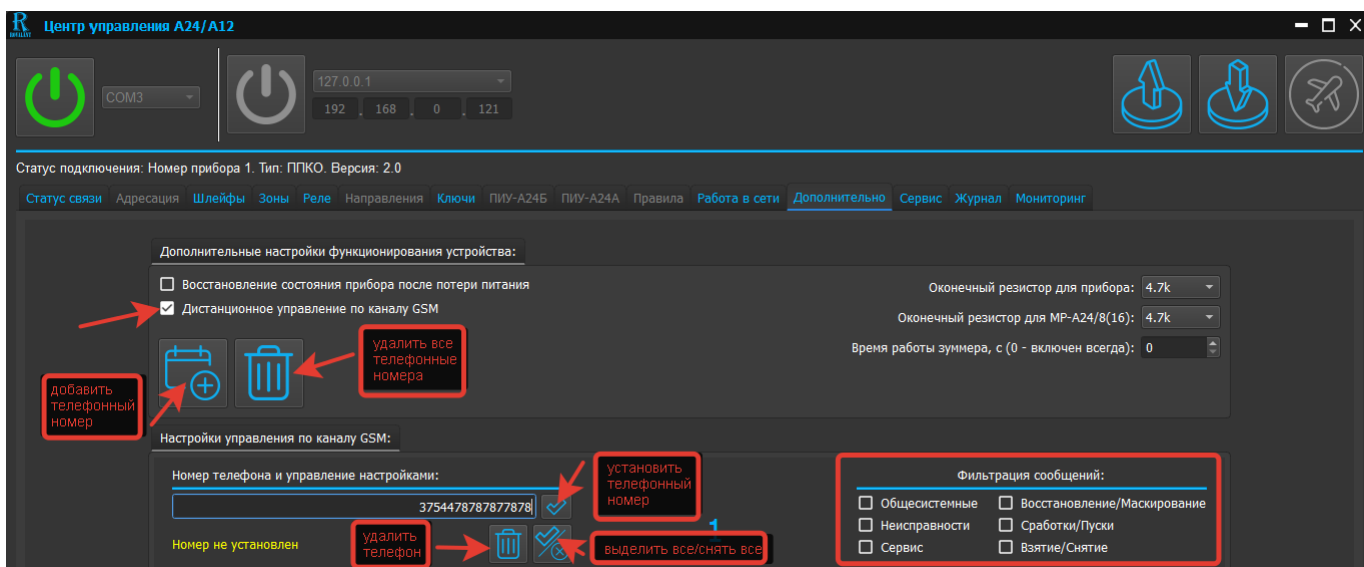 R Центр управления A24/A12
COM3
127.0.0.1
192 . 168 . 0 . 121
Статус подключения: Номер прибора 1. Тип: ППКО. Версия: 2.0
Статус связи Адресация Шлейфы Зоны Реле Направления Ключи ПИУ-А24Б ПИУ-А24А Правила Работа в сети Дополнительно Сервис Журнал Мониторинг
Дополнительные настройки функционирования устройства:
Восстановление состояния прибора после потери питания
Дистанционное управление по каналу GSM
Оконечный резистор для прибора: 4.7k
Оконечный резистор для МР-А24/8(16): 4.7k
Время работы зуммера, с (0 - включен всегда): 0
удалить все
телефонные
номера
добавить
телефонный
номер
Настройки управления по каналу GSM:
Номер телефона и управление настройками:
3754478787877878
установить
телефонный
номер
1
Номер не установлен
удалить
телефон
выделить все/снять все
Фильтрация сообщений:
Общесистемные Восстановление/Маскирование
Неисправности Сработки/Пуски
Сервис Взятие/Снятие